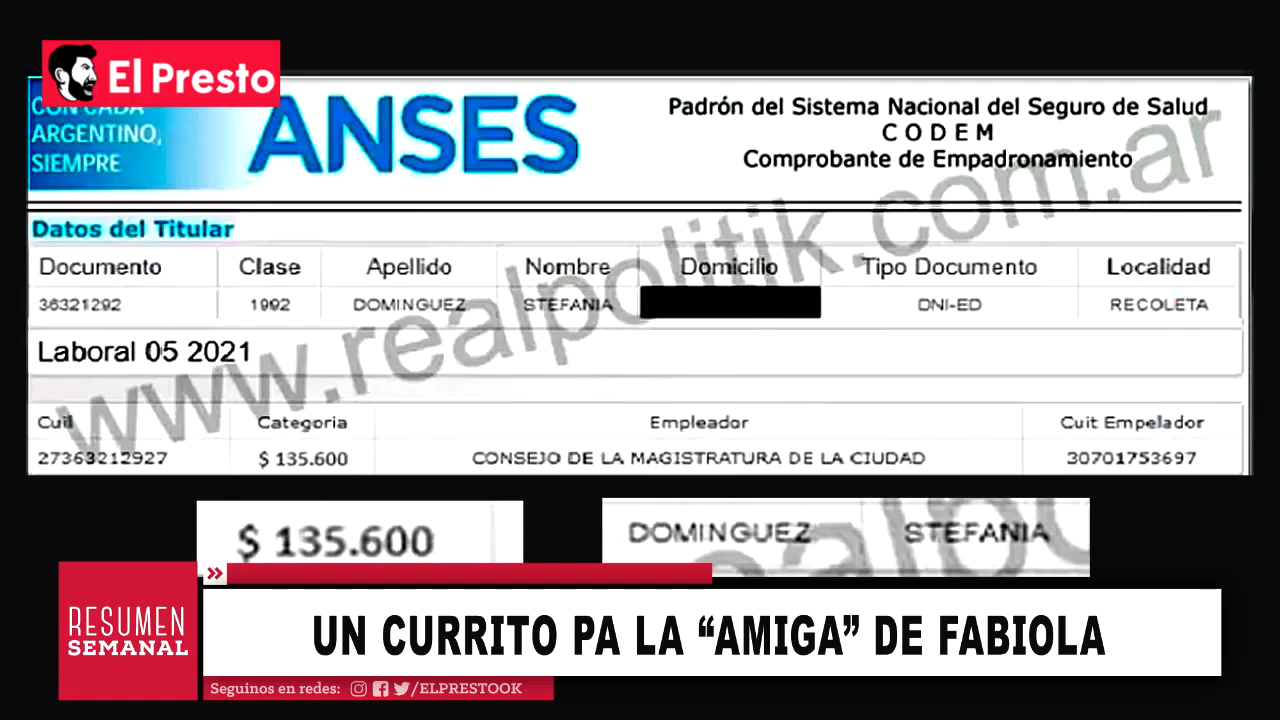 El Presto
CON CADA
ARGENTINO,
SIEMPRE
ANSES
Padrón del Sistema Nacional del Seguro de Salud
CODEM
Comprobante de Empadronamiento
Datos del Titular
Documento Clase Apellido Nombre Domicilio Tipo Documento Localidad
36321292 1992 DOMINGUEZ STEFANIA DNI-ED RECOLETA
Laboral 05 2021
Cuil Categoria Empleador Cuit Empelador
27363212927 $ 135.600 CONSEJO DE LA MAGISTRATURA DE LA CIUDAD 30701753697
www.realpolitik.com.ar
$ 135.600
DOMINGUEZ STEFANIA
RESUMEN
SEMANAL
UN CURRITO PA LA “AMIGA” DE FABIOLA
Seguinos en redes: /ELPRESTOOK